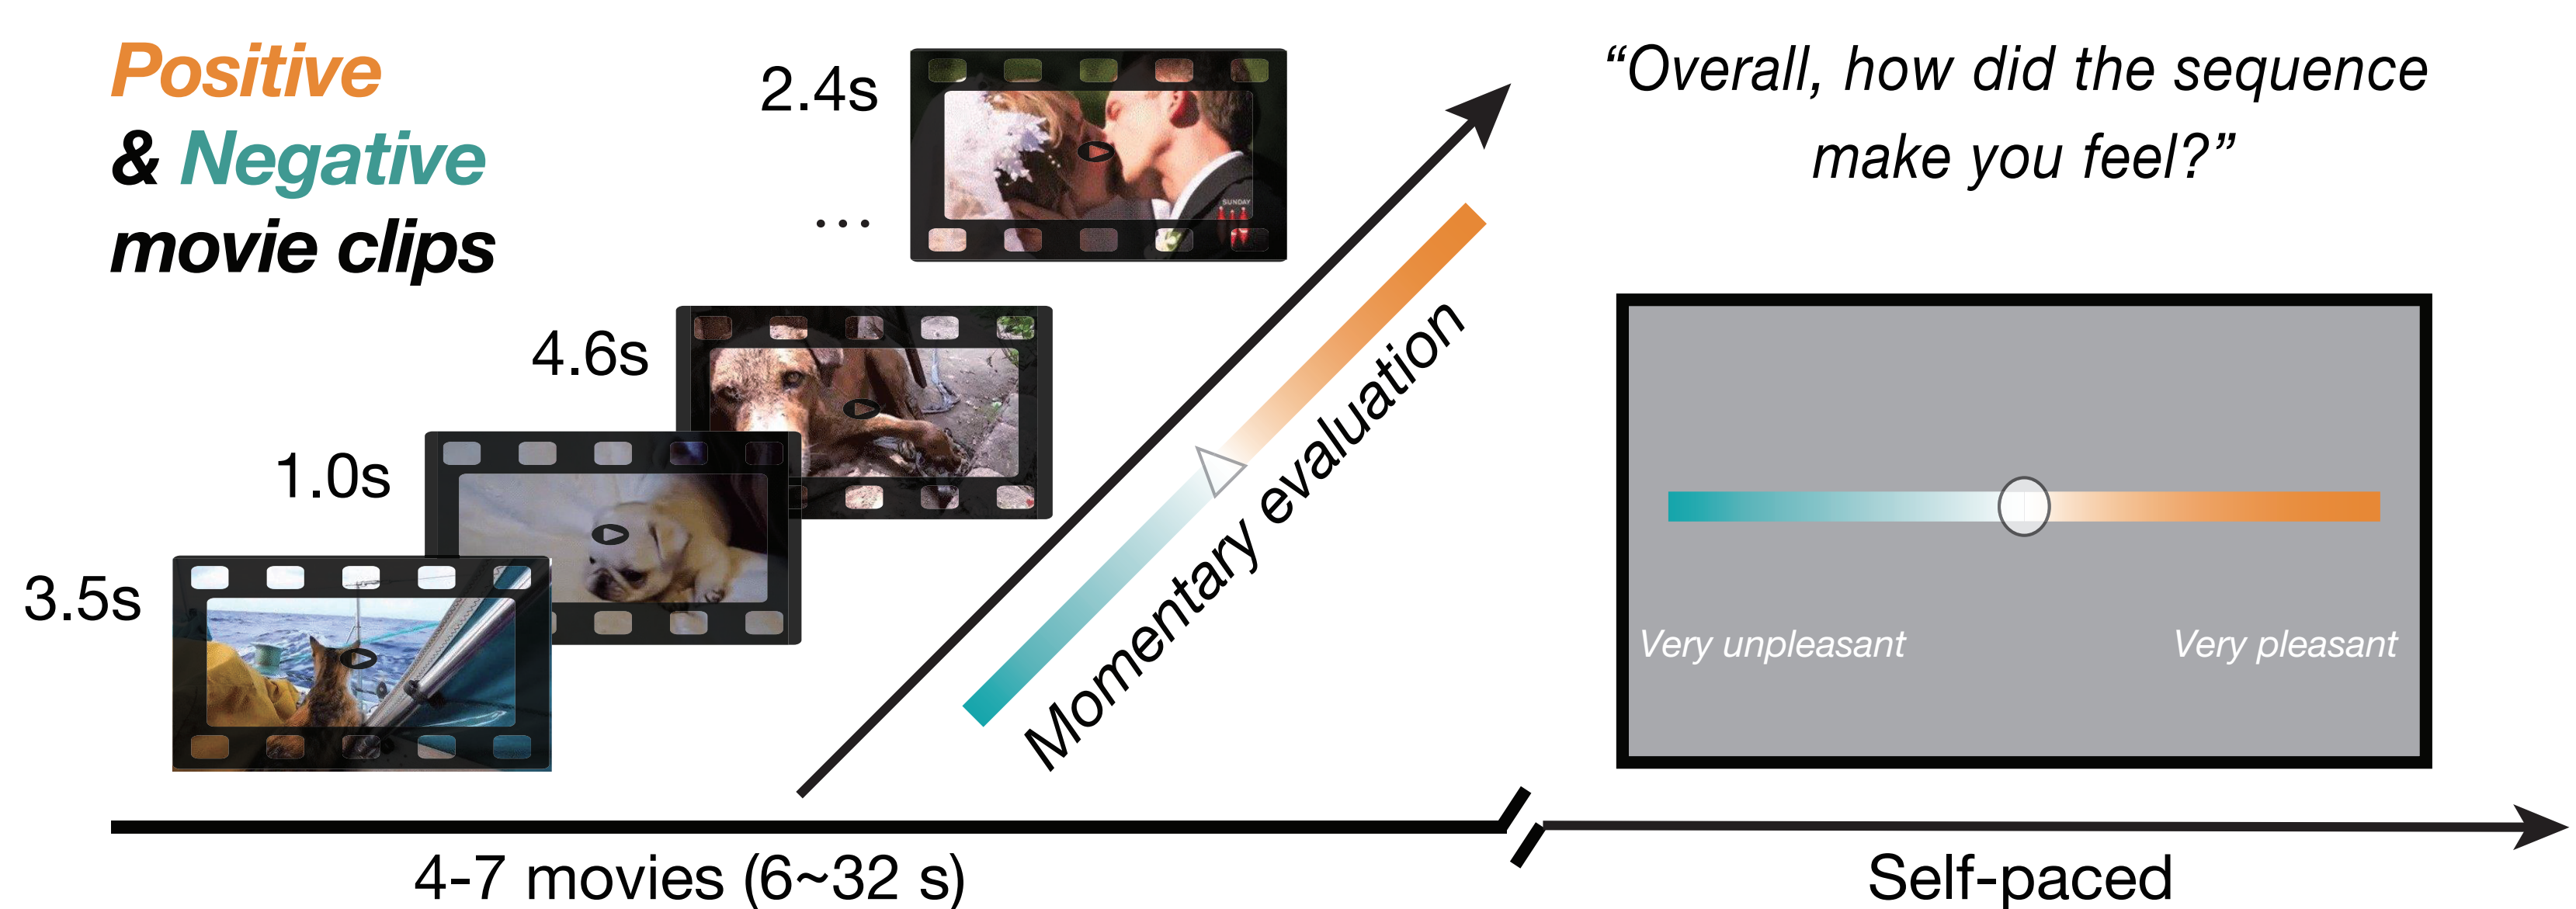 Positive
& Negative
movie clips
2.4s
...
4.6s
1.0s
3.5s
SUNDAY
Momentary evaluation
4-7 movies (6~32 s)
“Overall, how did the sequence
make you feel?”
Very unpleasant
Very pleasant
Self-paced